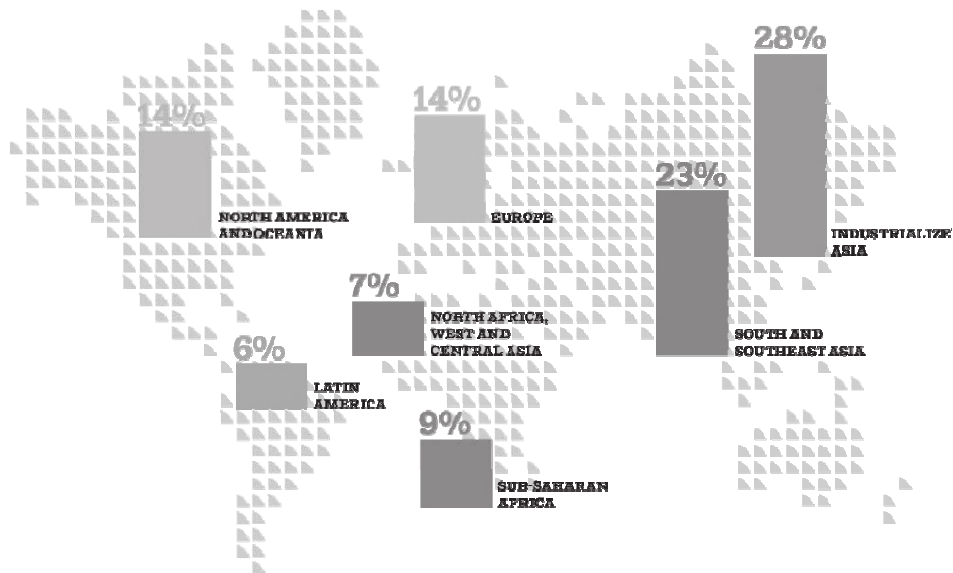 28%
14%
14%
23%
NORTH AMERICA
ANDOCEANIA
EUROPE
INDUSTRIALIZE
ASIA
7%
NORTH AFRICA,
WEST AND
CENTRAL ASIA
SOUTH AND
SOUTHEAST ASIA
6%
LATIN
AMERICA
9%
SUB-SAHARAN
AFRICA